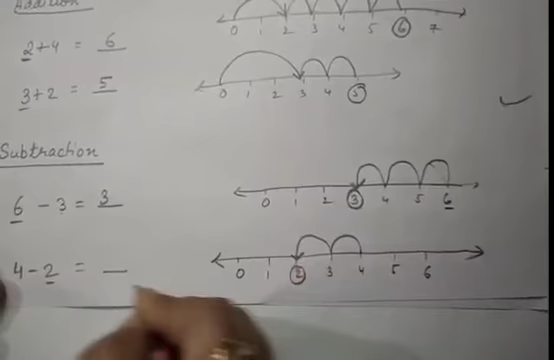 Addition
2+4 = 6
0 1 2 3 4 5 6 7
3+2 = 5
0 1 2 3 4 5
Subtraction
6 - 3 = 3
0 1 2 3 4 5 6
4-2 = __
0 1 2 3 4 5 6